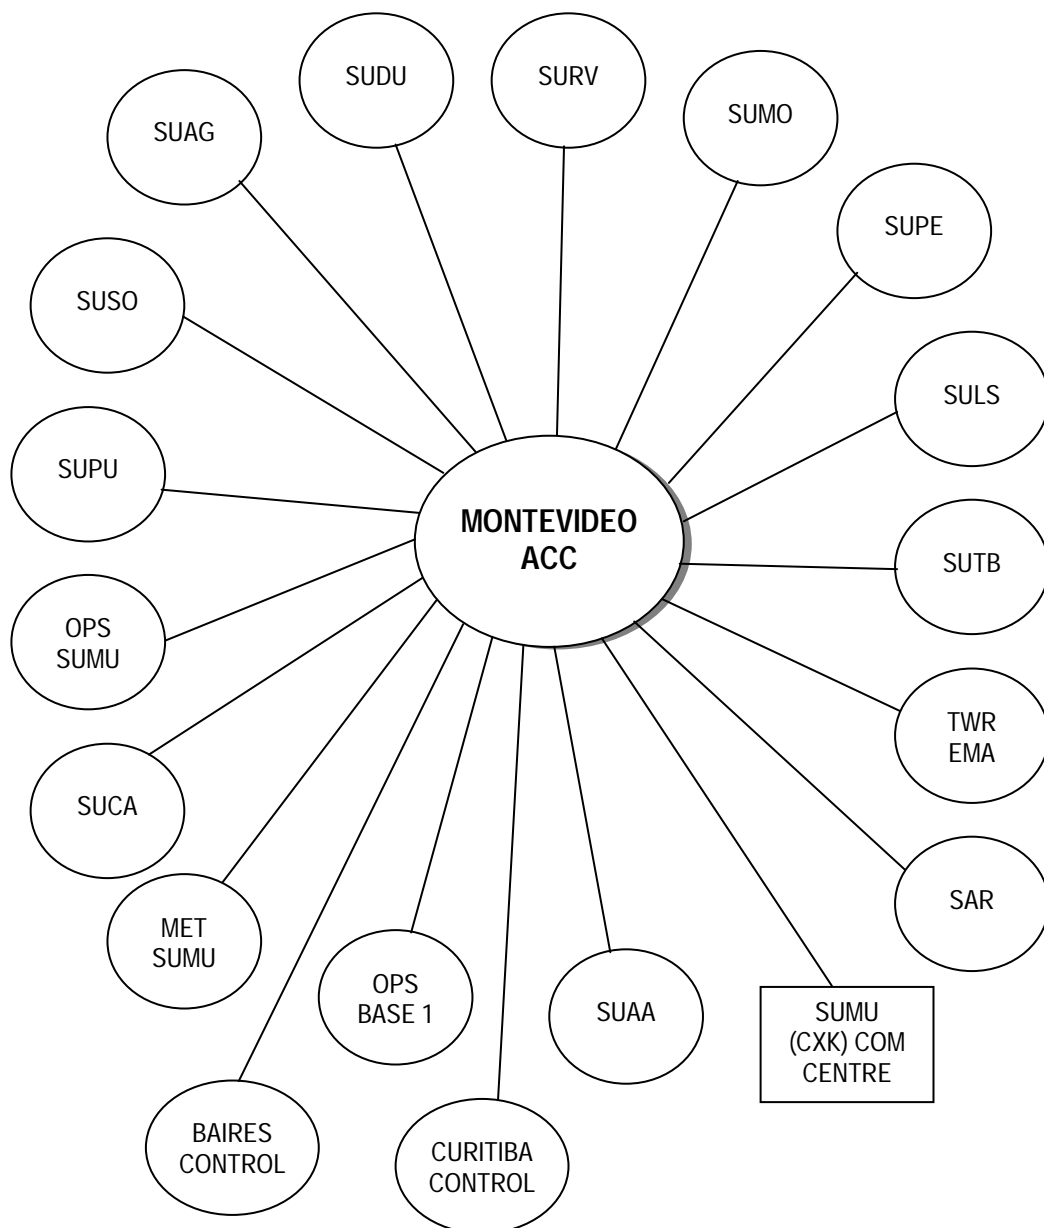 SUDU
SURV
SUMO
SUAG
SUPE
SUSO
SULS
SUPU
MONTEVIDEO
ACC
SUTB
OPS
SUMU
TWR
EMA
SUCA
SAR
MET
SUMU
OPS
BASE 1
SUAA
SUMU
(CXK) COM
CENTRE
BAIRES
CONTROL
CURITIBA
CONTROL